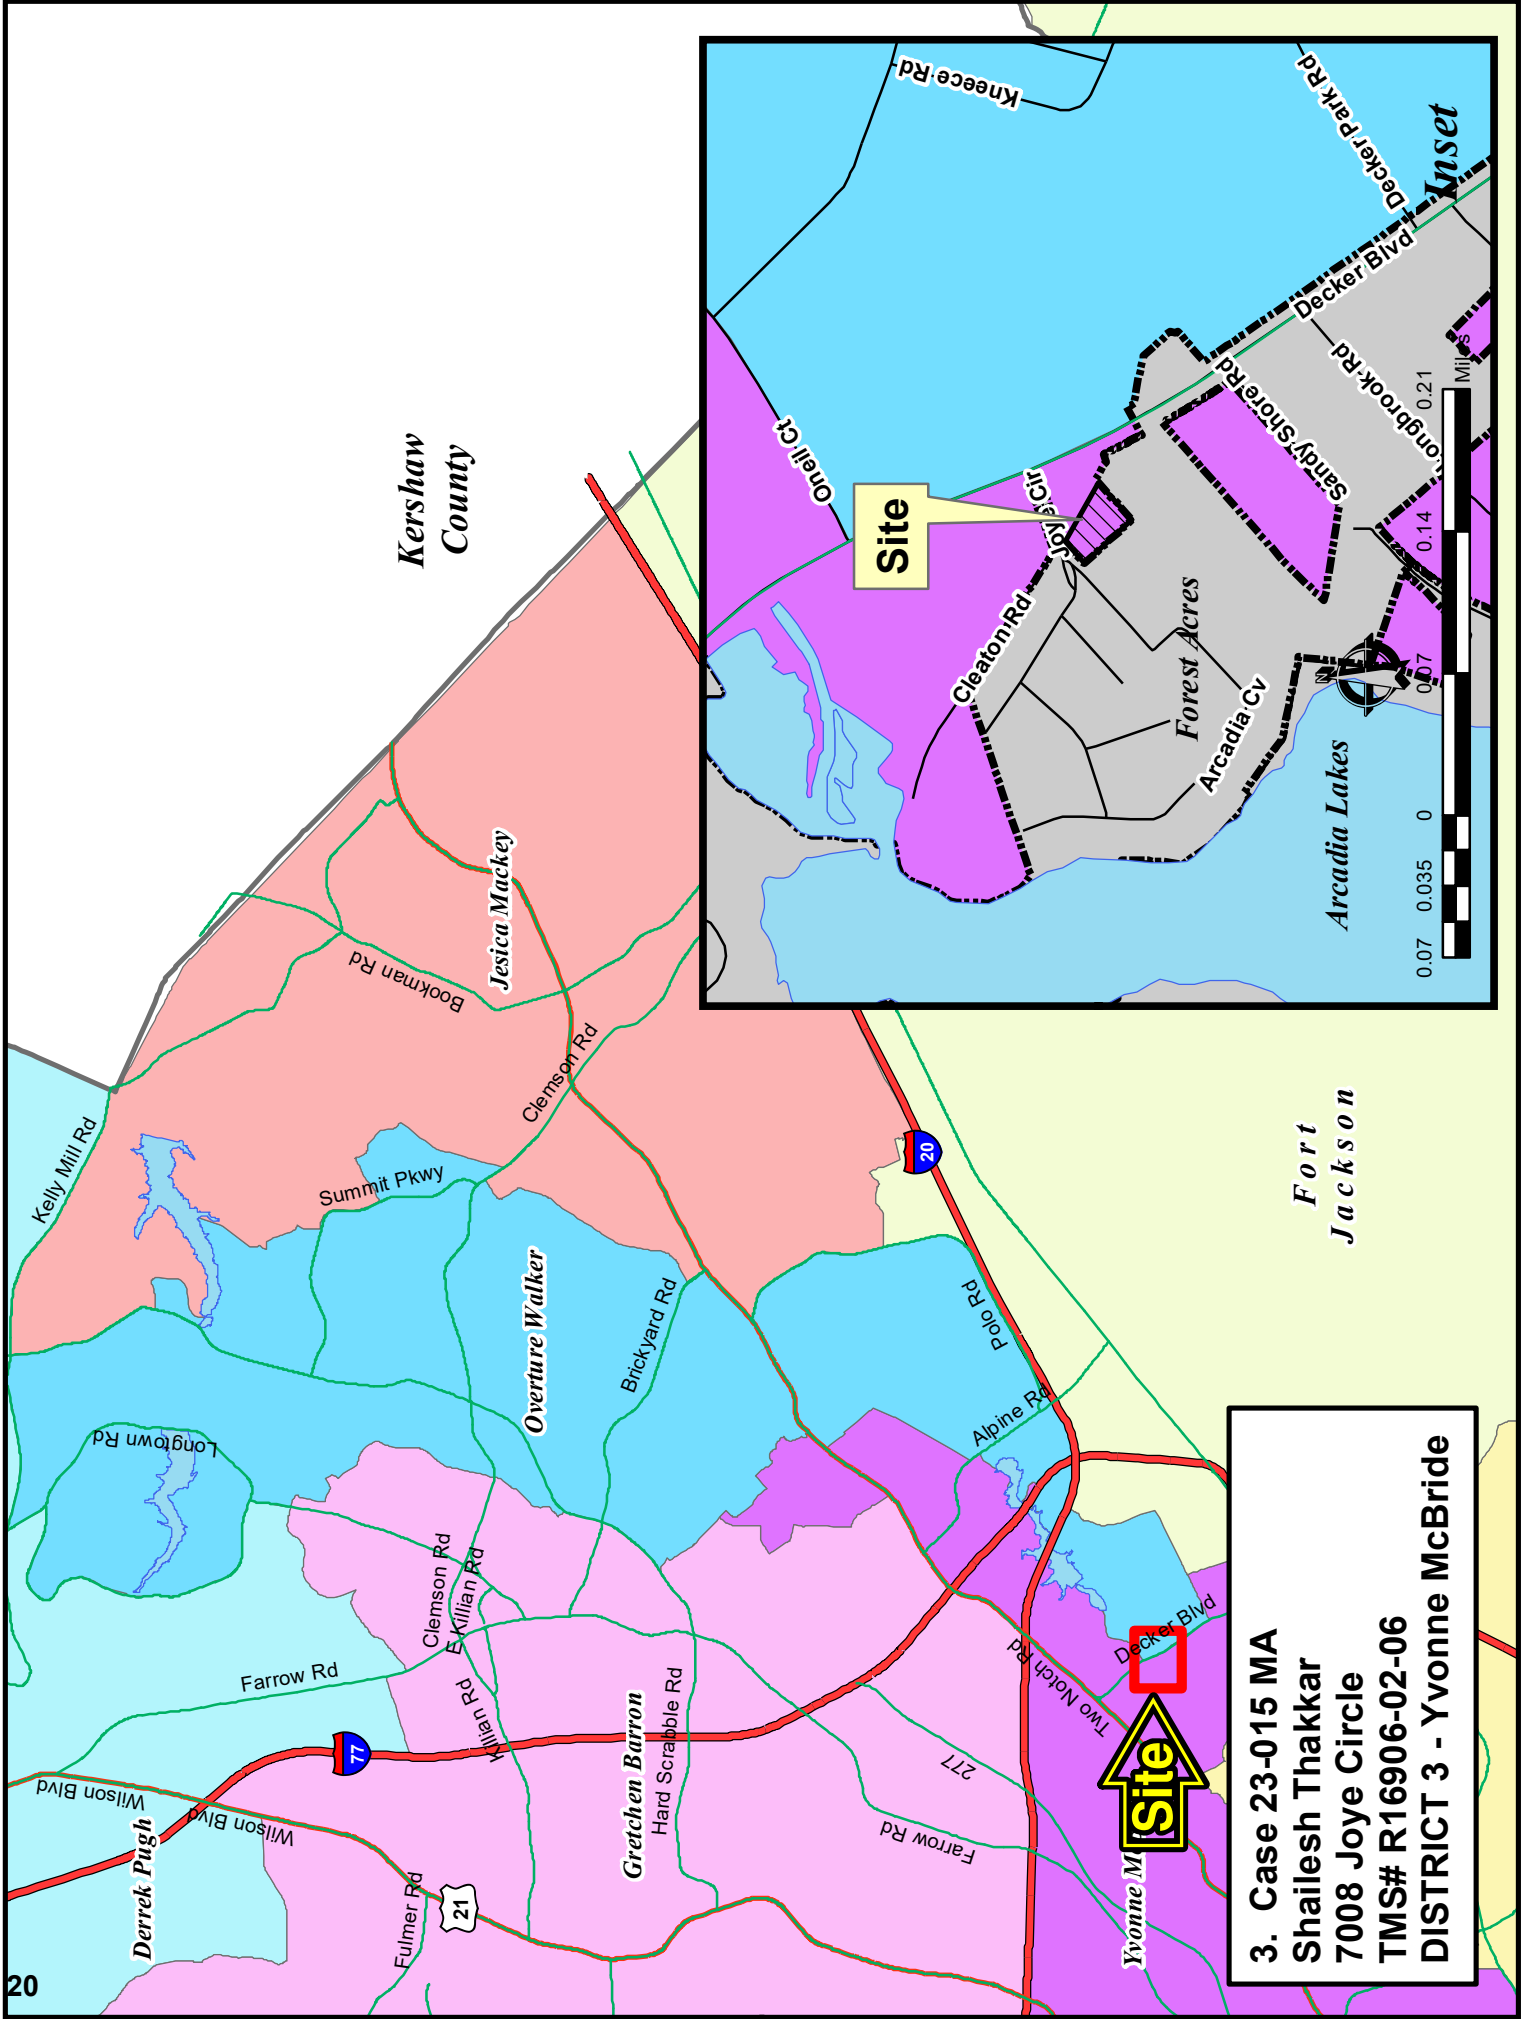 20
Kershaw
County
Jesica Mackey
Bookman Rd
Clemson Rd
Kelly Mill Rd
Summit Pkwy
Overture Walker
Brickyard Rd
Longtown Rd
Polo Rd
Alpine Rd
20
Fort
Jackson
Clemson Rd
E Killian Rd
Killian Rd
Farrow Rd
77
Wilson Blvd
Wilson Blvd
Derrek Pugh
Gretchen Barron
Hard Scrabble Rd
Fulmer Rd
21
277
Farrow Rd
Two Notch Rd
Decker Blvd
Yvonne M
Site
Inset
Kneece Rd
Decker Park Rd
Decker Blvd
Oneil Ct
Site
Joye Cir
Sandy Shore Rd
Longbrook Rd
Cleaton Rd
Forest Acres
Arcadia Cv
Arcadia Lakes
N
0.07 0.035 0 0.07 0.14 0.21
Miles
3. Case 23-015 MA
Shailesh Thakkar
7008 Joye Circle
TMS# R16906-02-06
DISTRICT 3 - Yvonne McBride